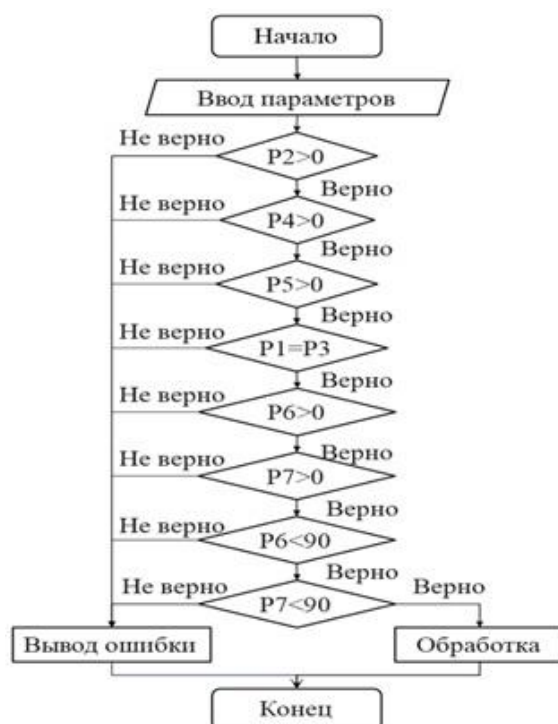 Начало
Ввод параметров
Не верно
P2>0
Верно
Не верно
P4>0
Верно
Не верно
P5>0
Верно
Не верно
P1=P3
Верно
Не верно
P6>0
Верно
Не верно
P7>0
Верно
Не верно
P6<90
Верно
Не верно
P7<90
Верно
Вывод ошибки
Обработка
Конец